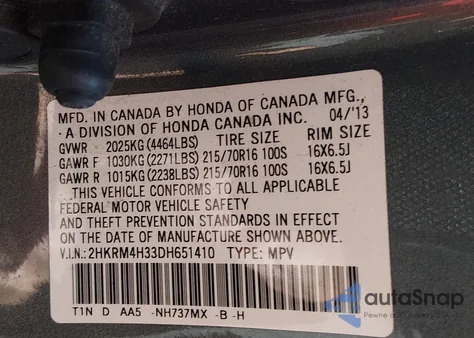 MFD. IN CANADA BY HONDA OF CANADA MFG.,
A DIVISION OF HONDA CANADA INC. 04/'13
GVWR 2025KG(4464LBS) TIRE SIZE RIM SIZE
GAWR F 1030KG(2271LBS) 215/70R16 100S 16X6.5J
GAWR R 1015KG(2238LBS) 215/70R16 100S 16X6.5J
THIS VEHICLE CONFORMS TO ALL APPLICABLE
FEDERAL MOTOR VEHICLE SAFETY
AND THEFT PREVENTION STANDARDS IN EFFECT
ON THE DATE OF MANUFACTURE SHOWN ABOVE.
V.I.N.: 2HKRM4H33DH651410 TYPE: MPV
T1N D AA5 -NH737MX -B -H
autoSnap